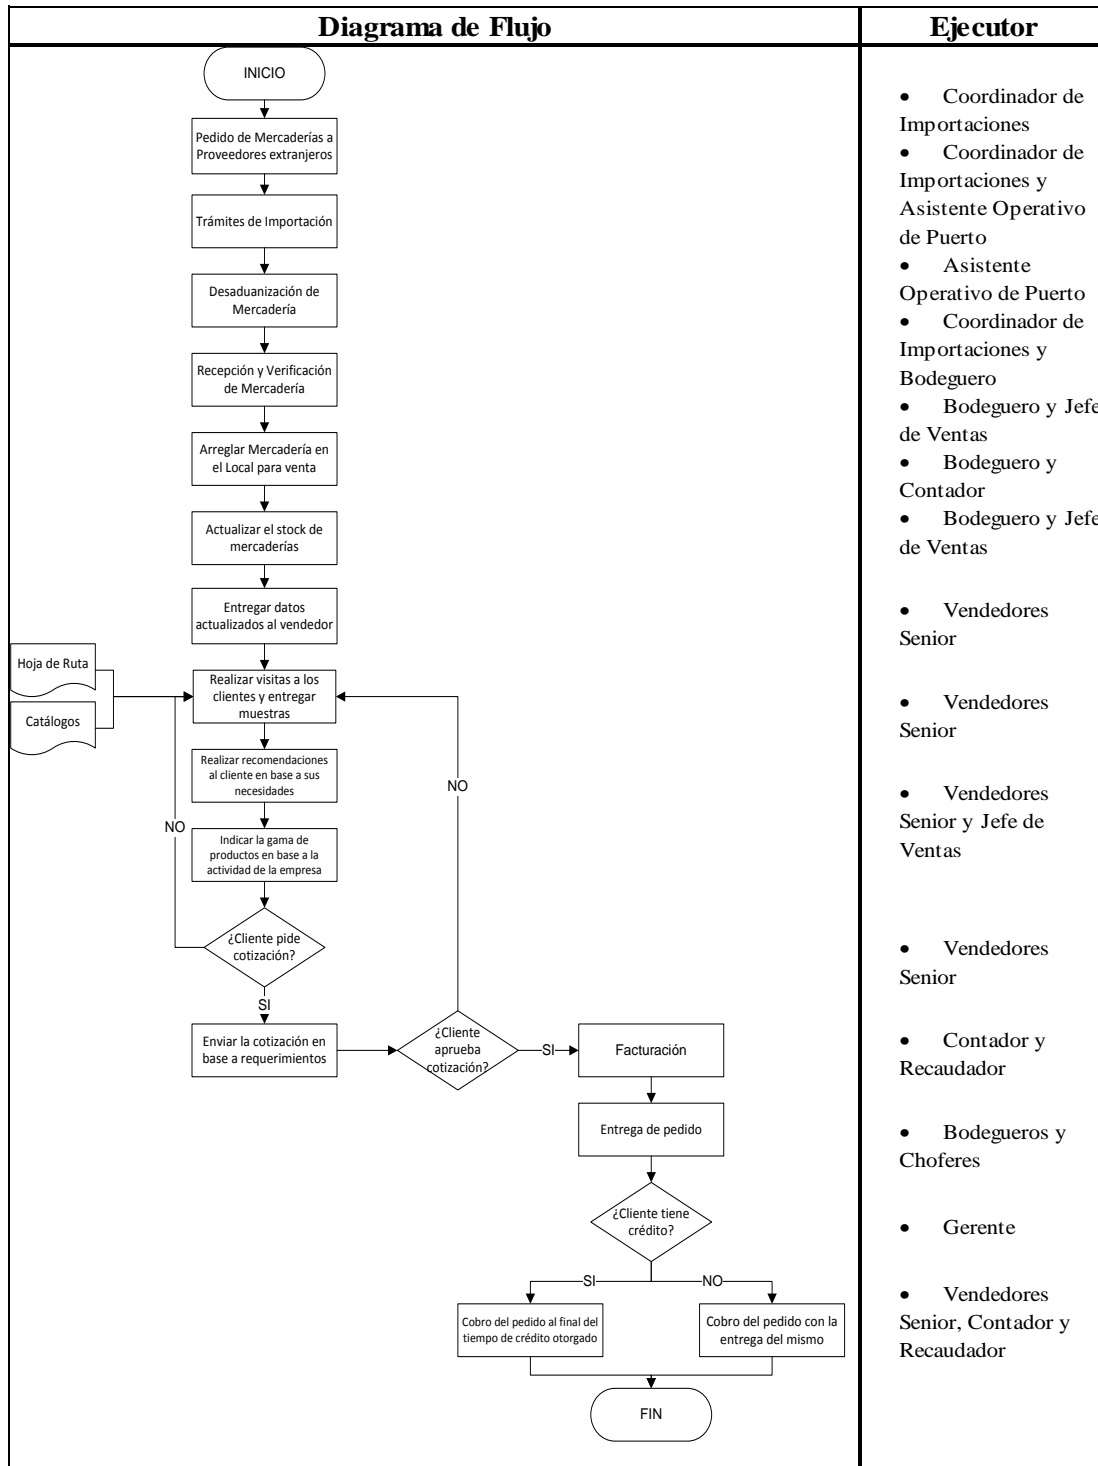 Diagrama de Flujo
Ejecutor
INICIO
Pedido de Mercaderías a
Proveedores extranjeros
Trámites de Importación
Desaduanización de
Mercadería
Recepción y Verificación
de Mercadería
Arreglar Mercadería en
el Local para venta
Actualizar el stock de
mercaderías
Entregar datos
actualizados al vendedor
Hoja de Ruta
Catálogos
Realizar visitas a los
clientes y entregar
muestras
Realizar recomendaciones
al cliente en base a sus
necesidades
NO
NO
Indicar la gama de
productos en base a la
actividad de la empresa
¿Cliente pide
cotización?
SI
Enviar la cotización en
base a requerimientos
¿Cliente
aprueba
cotización?
SI
Facturación
Entrega de pedido
¿Cliente tiene
crédito?
SI
NO
Cobro del pedido al final del
tiempo de crédito otorgado
Cobro del pedido con la
entrega del mismo
FIN
• Coordinador de
Importaciones
• Coordinador de
Importaciones y
Asistente Operativo
de Puerto
• Asistente
Operativo de Puerto
• Coordinador de
Importaciones y
Bodeguero
• Bodeguero y Jefe
de Ventas
• Bodeguero y
Contador
• Bodeguero y Jefe
de Ventas
• Vendedores
Senior
• Vendedores
Senior
• Vendedores
Senior y Jefe de
Ventas
• Vendedores
Senior
• Contador y
Recaudador
• Bodegueros y
Choferes
• Gerente
• Vendedores
Senior, Contador y
Recaudador